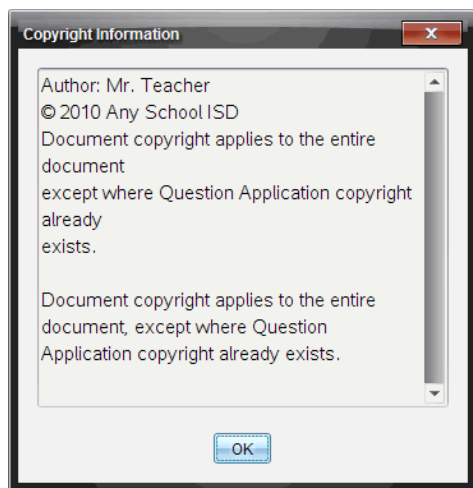 Copyright Information
Author: Mr. Teacher
© 2010 Any School ISD
Document copyright applies to the entire
document
except where Question Application copyright
already
exists.
Document copyright applies to the entire
document, except where Question
Application copyright already exists.
OK